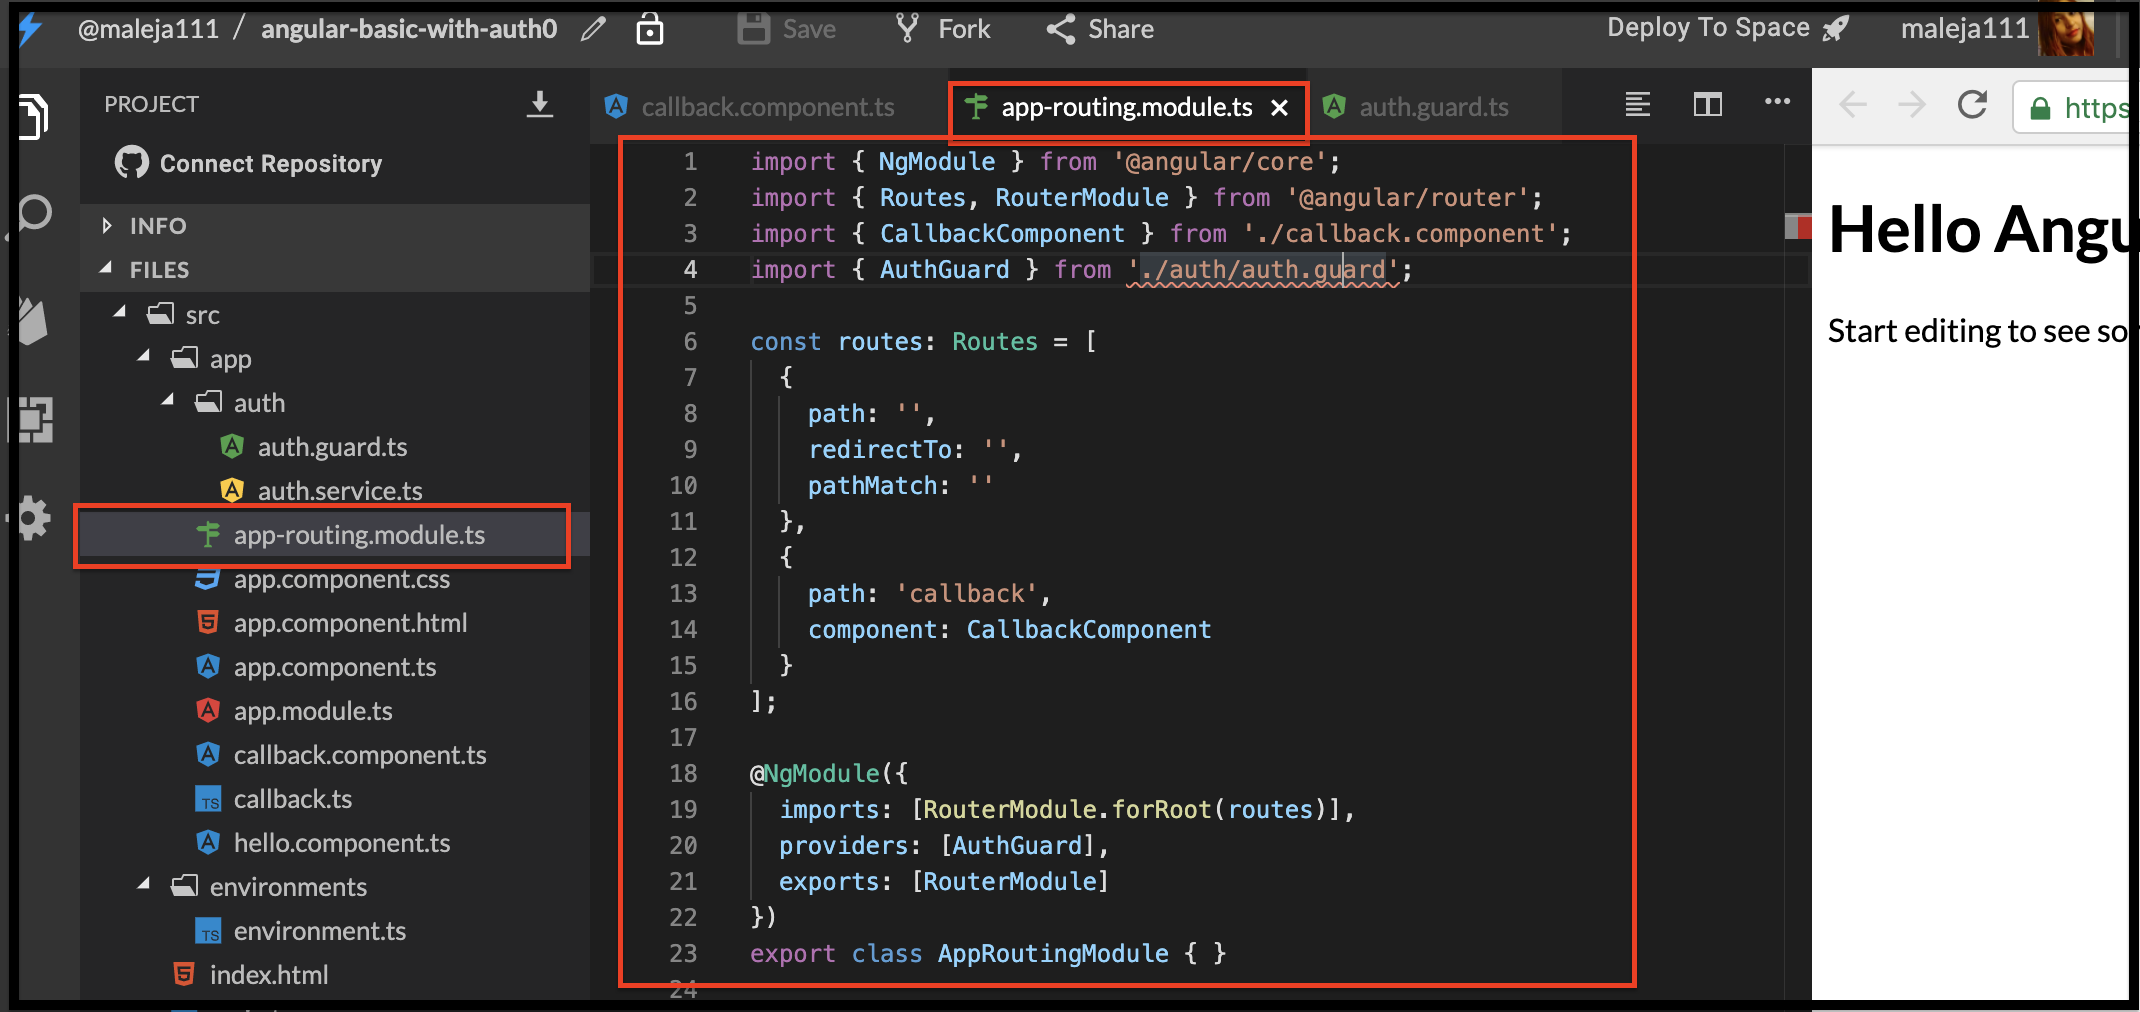 @maleja111 / angular-basic-with-auth0
Save
Fork
Share
Deploy To Space
maleja111
PROJECT
Connect Repository
INFO
FILES
src
app
auth
auth.guard.ts
auth.service.ts
app-routing.module.ts
app.component.css
app.component.html
app.component.ts
app.module.ts
callback.component.ts
TS callback.ts
hello.component.ts
environments
TS environment.ts
index.html
callback.component.ts
app-routing.module.ts
auth.guard.ts
1 import { NgModule } from '@angular/core';
2 import { Routes, RouterModule } from '@angular/router';
3 import { CallbackComponent } from './callback.component';
4 import { AuthGuard } from './auth/auth.guard';
5
6 const routes: Routes = [
7 {
8 path: '',
9 redirectTo: '',
10 pathMatch: ''
11 },
12 {
13 path: 'callback',
14 component: CallbackComponent
15 }
16 ];
17
18 @NgModule({
19 imports: [RouterModule.forRoot(routes)],
20 providers: [AuthGuard],
21 exports: [RouterModule]
22 })
23 export class AppRoutingModule { }
24
https
Hello Angu
Start editing to see so